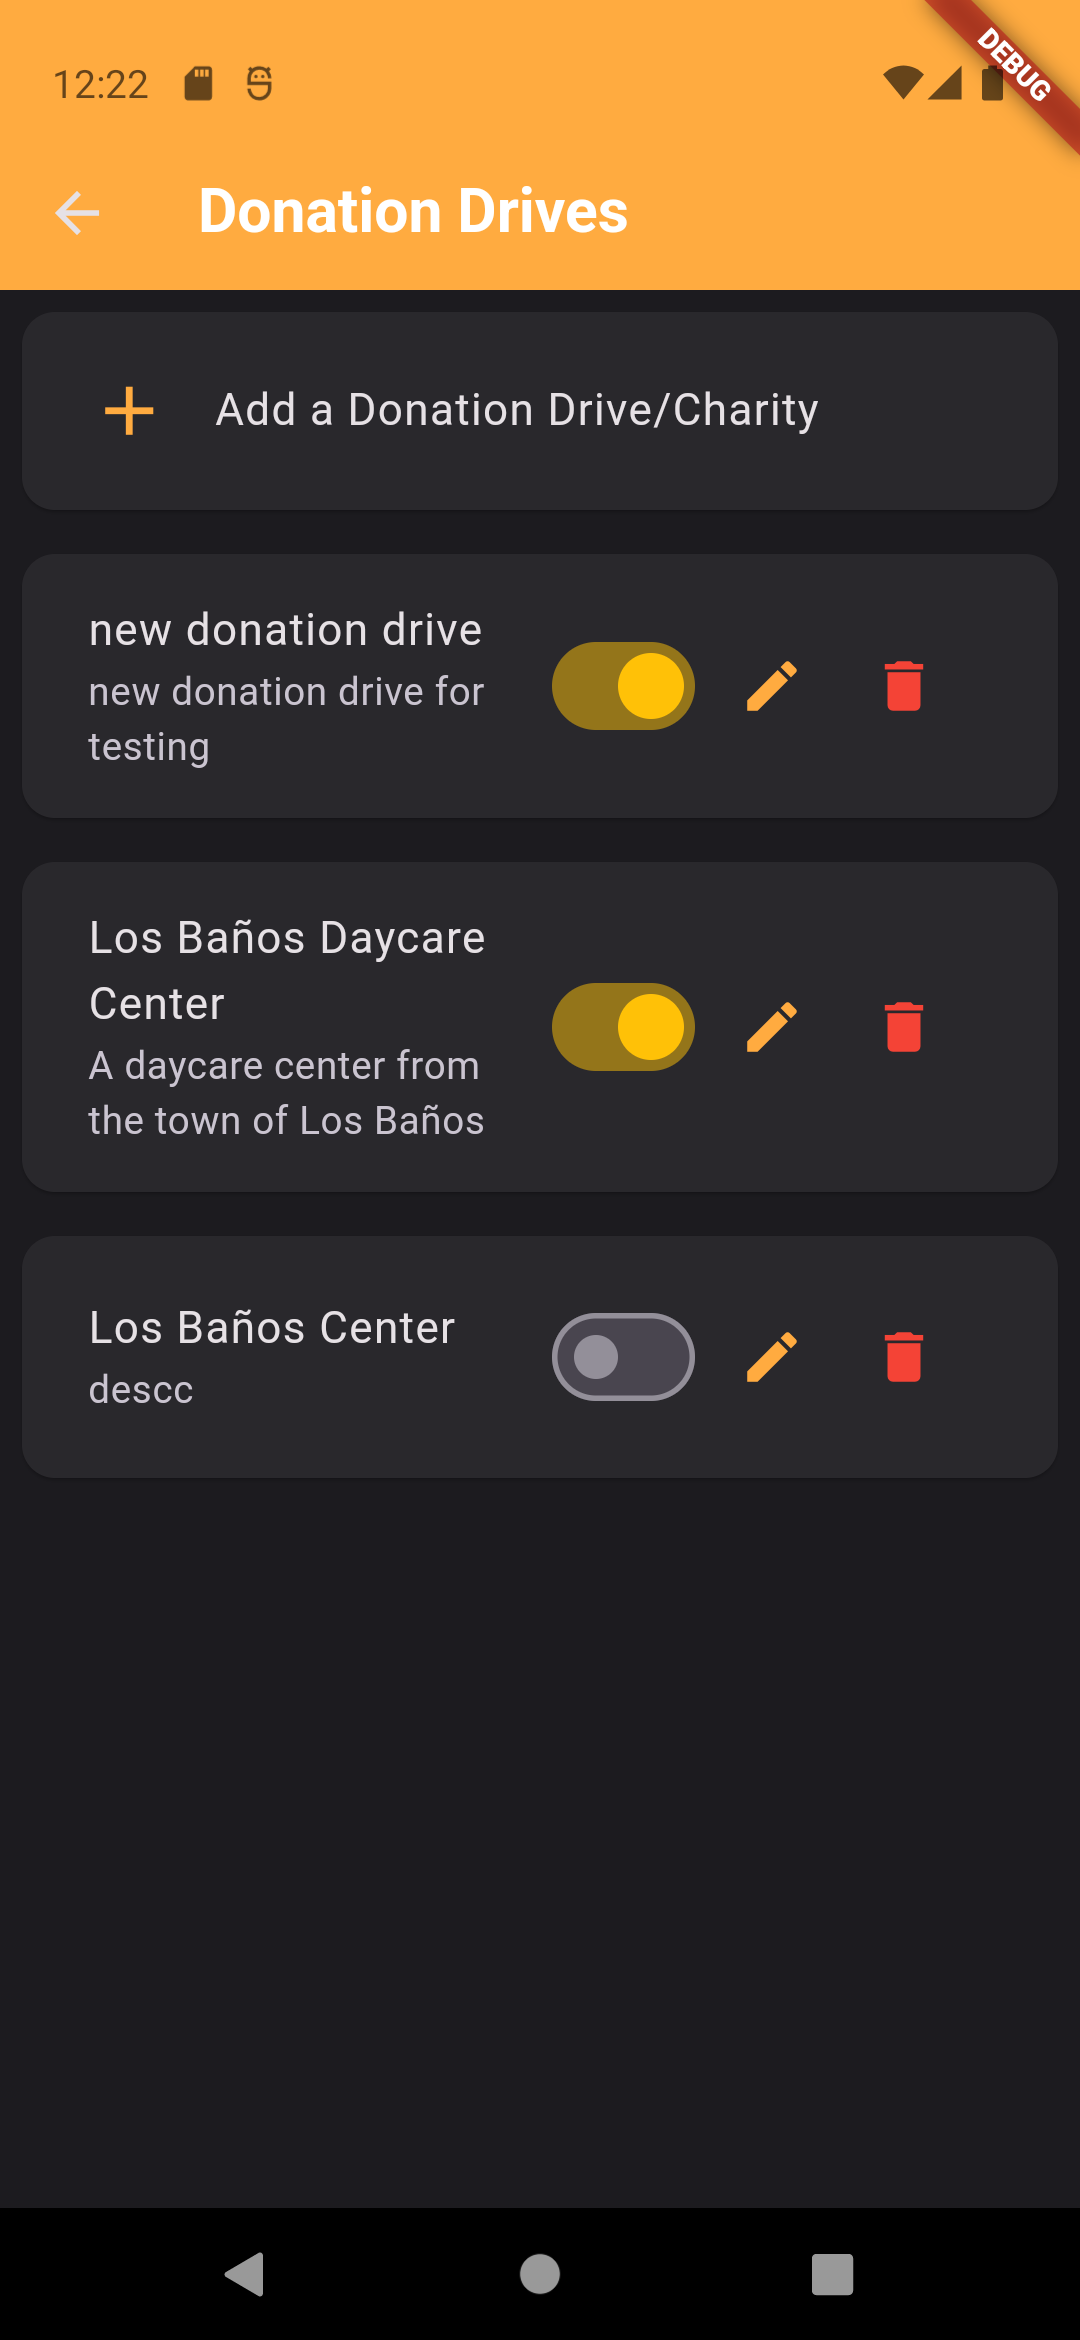 12:22
DEBUG
Donation Drives
Add a Donation Drive/Charity
new donation drive
new donation drive for
testing
Los Baños Daycare
Center
A daycare center from
the town of Los Baños
Los Baños Center
descc